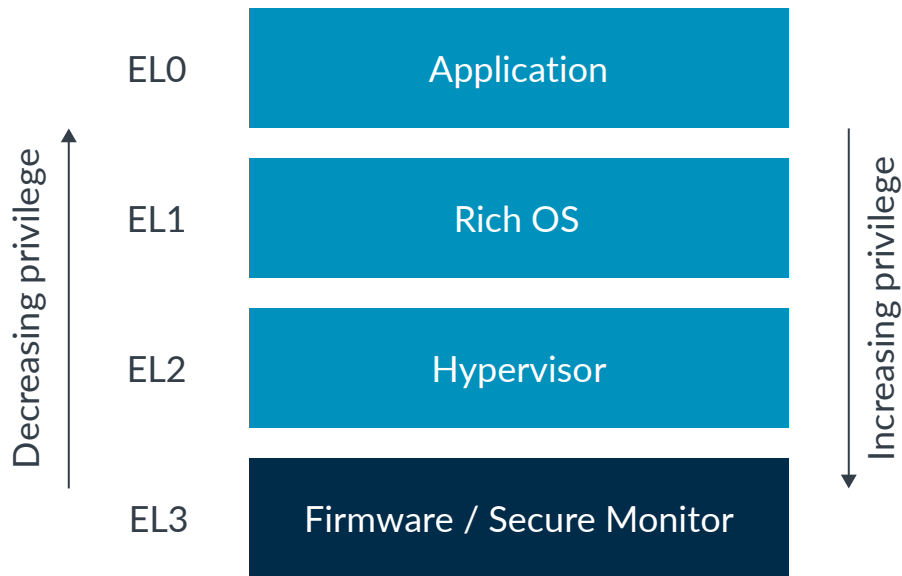 EL0
Application
Decreasing privilege
Increasing privilege
EL1
Rich OS
EL2
Hypervisor
EL3
Firmware / Secure Monitor